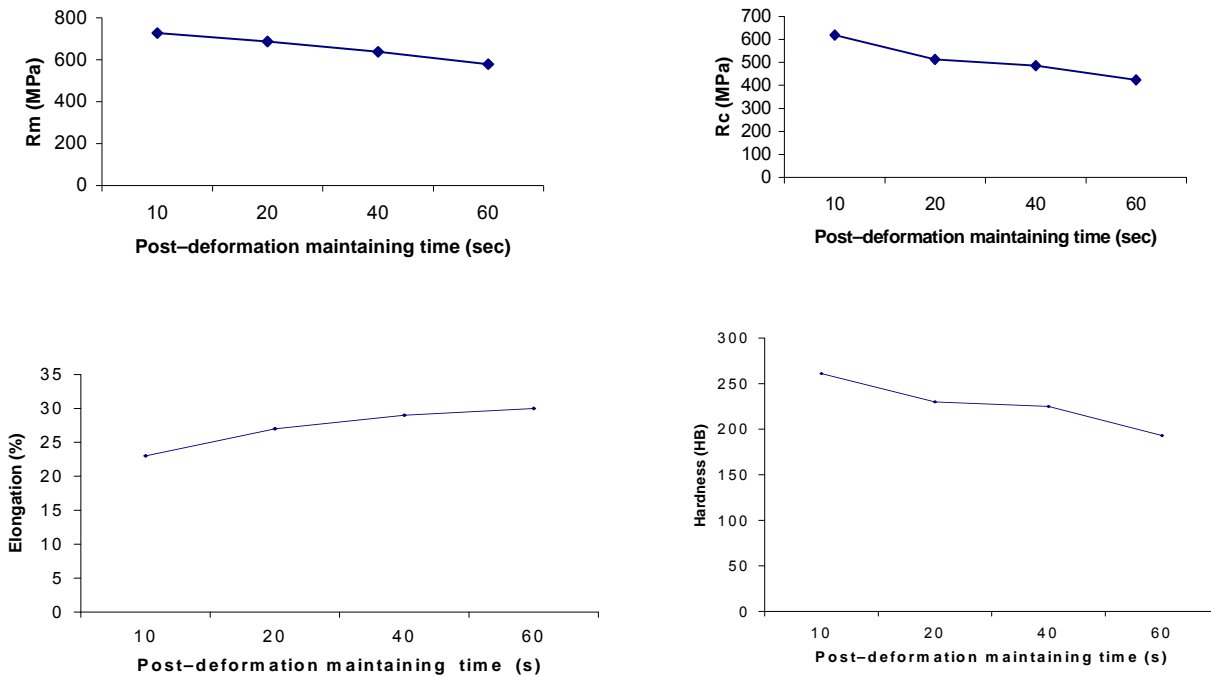 Rm (MPa)
800
600
400
200
0
10 20 40 60
Post–deformation maintaining time (sec)
Rc (MPa)
700
600
500
400
300
200
100
0
10 20 40 60
Post–deformation maintaining time (sec)
Elongation (%)
35
30
25
20
15
10
5
0
10 20 40 60
Post–deformation maintaining time (s)
Hardness (HB)
300
250
200
150
100
50
0
10 20 40 60
Post–deformation maintaining time (s)